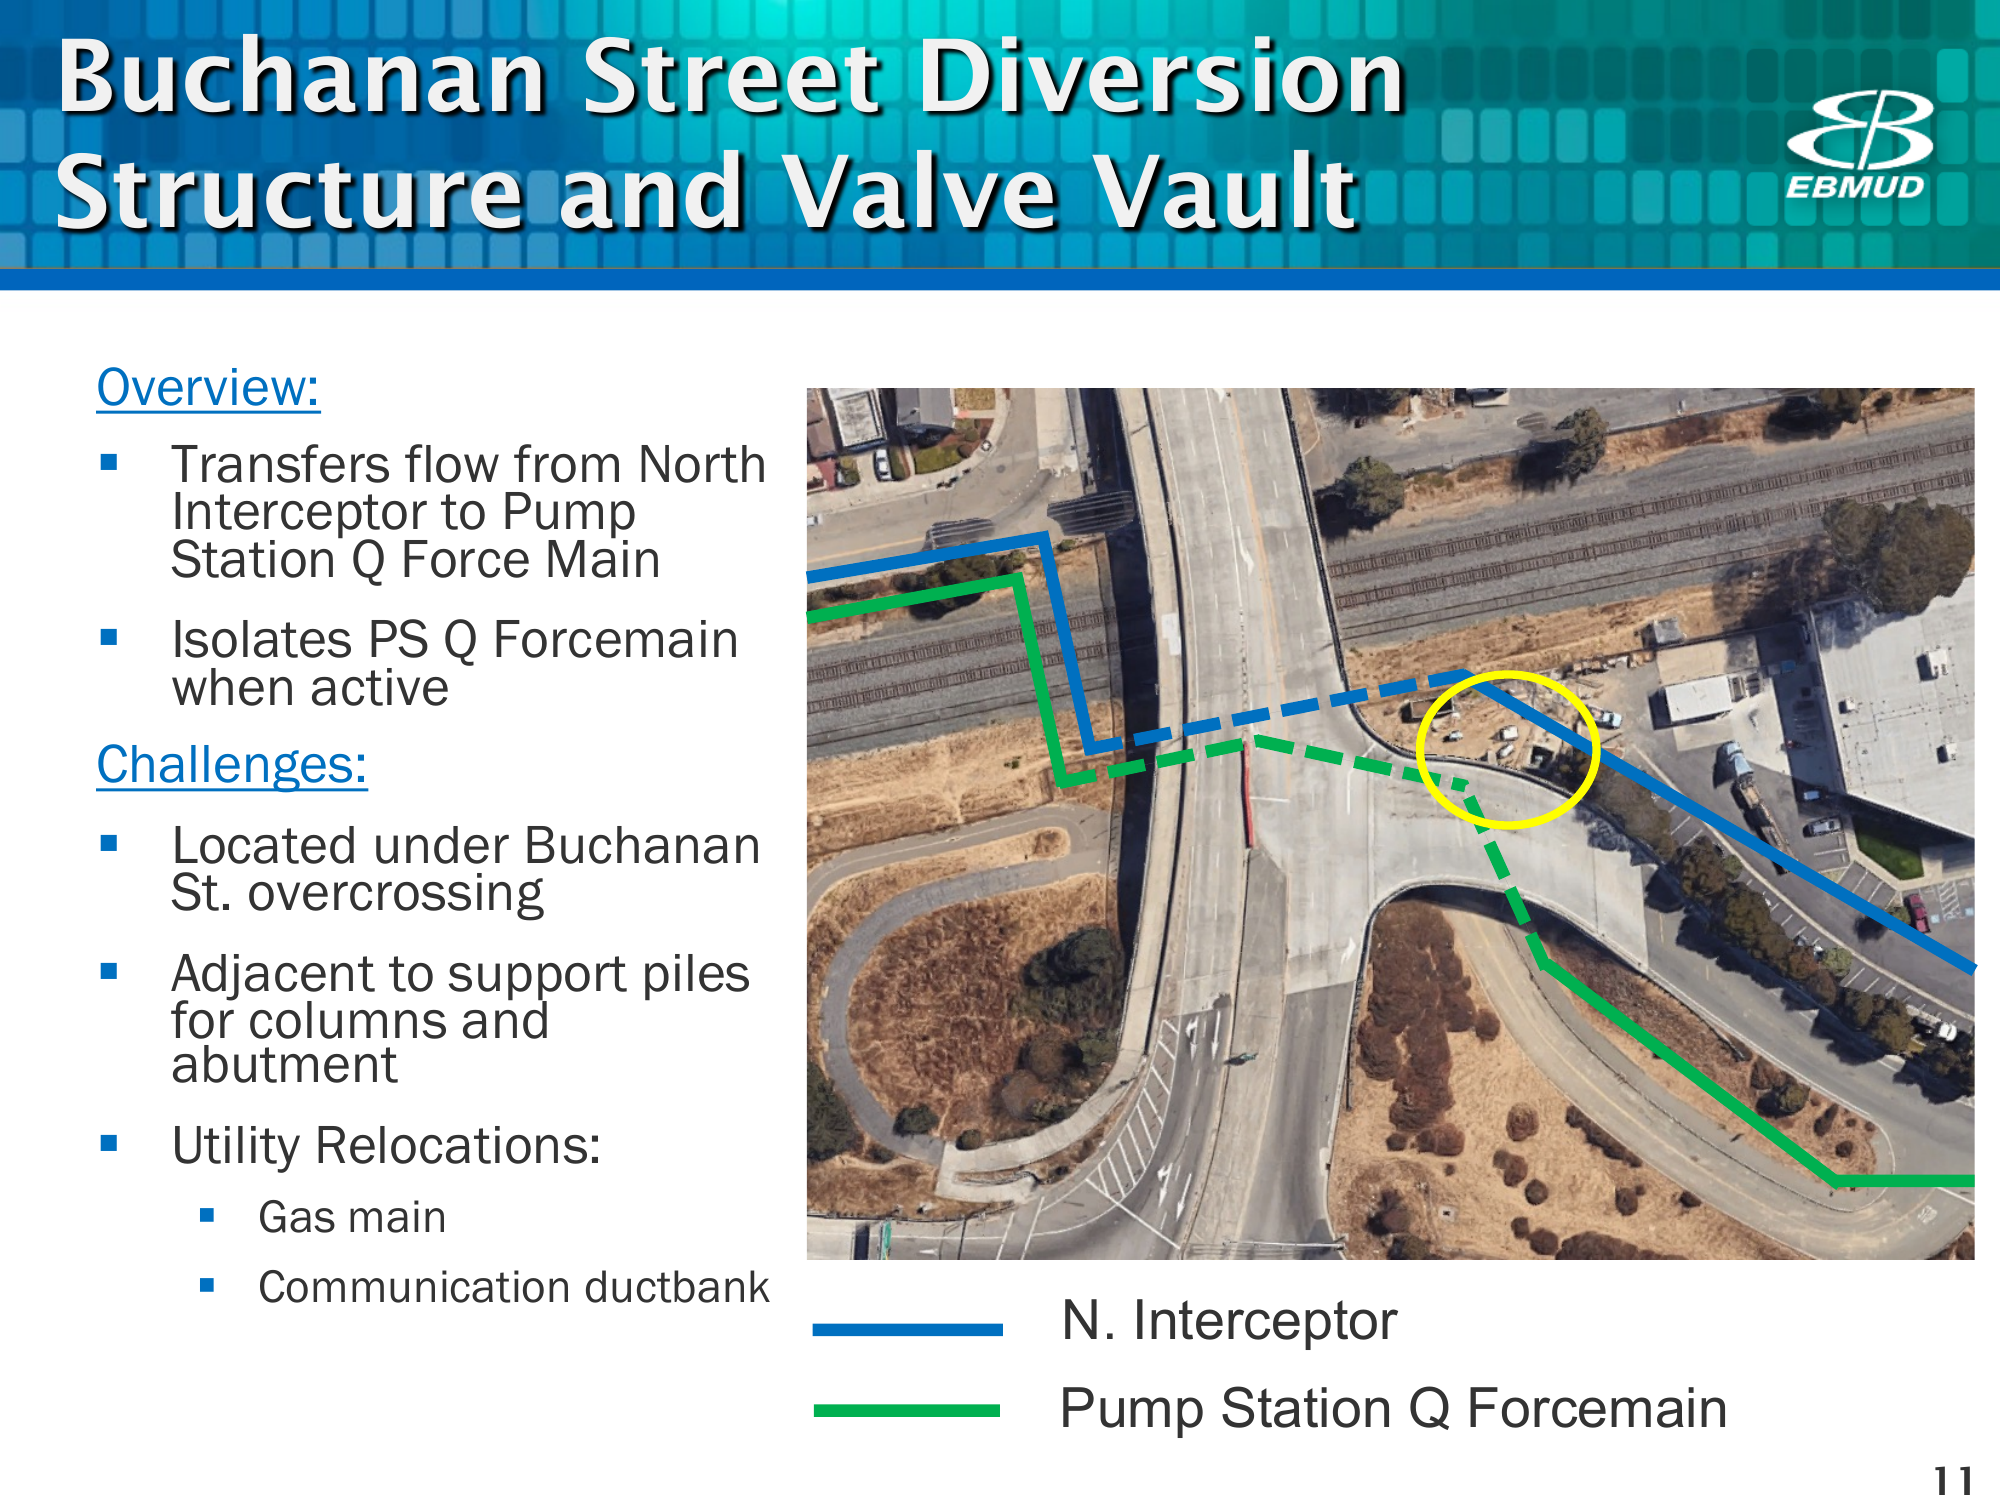 Buchanan Street Diversion
Structure and Valve Vault
EBMUD
Overview:
Transfers flow from North
Interceptor to Pump
Station Q Force Main
Isolates PS Q Forcemain
when active
Challenges:
Located under Buchanan
St. overcrossing
Adjacent to support piles
for columns and
abutment
Utility Relocations:
Gas main
Communication ductbank
N. Interceptor
Pump Station Q Forcemain
11